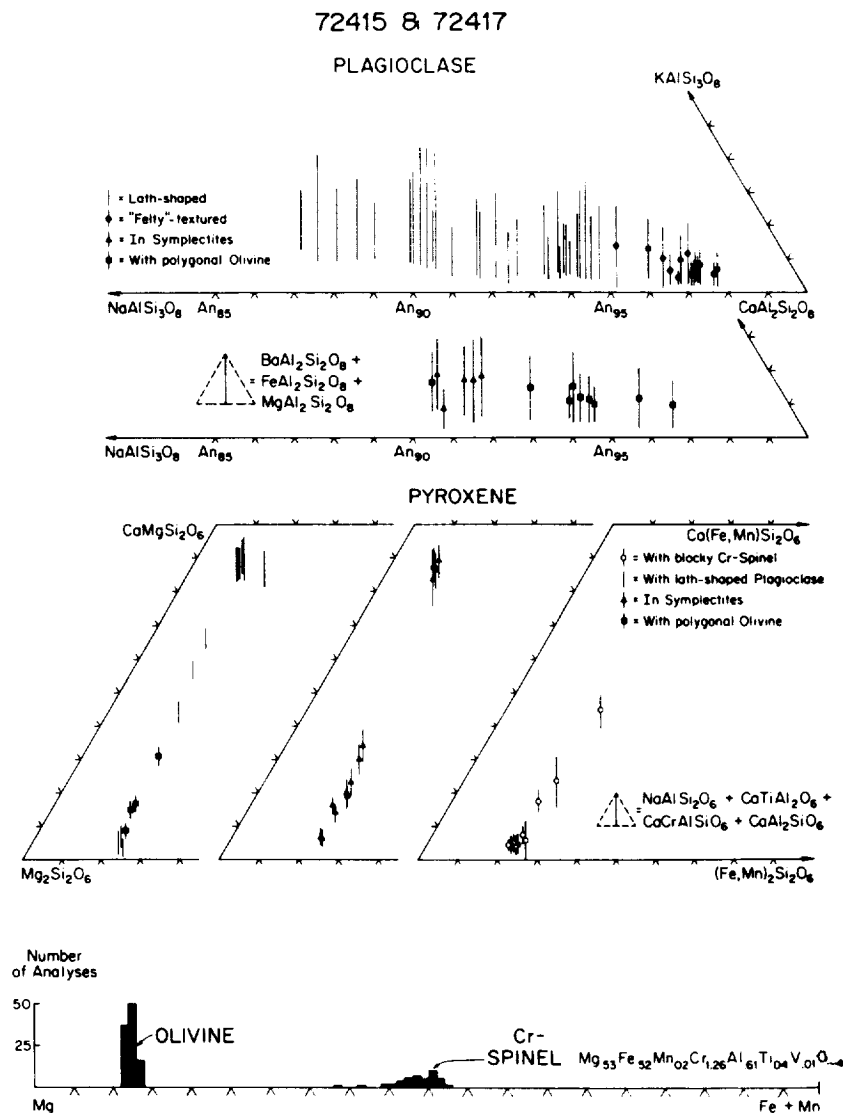 72415 & 72417
PLAGIOCLASE
KAlSi3O8
= Lath-shaped
= "Felty"-textured
= In Symplectites
= With polygonal Olivine
NaAlSi3O8 An85 An90 An95 CaAl2Si2O8
BaAl2Si2O8 +
= FeAl2Si2O8 +
MgAl2Si2O8
NaAlSi3O8 An85 An90 An95
PYROXENE
CaMgSi2O6 Ca(Fe,Mn)Si2O6
= With blocky Cr-Spinel
= With lath-shaped Plagioclase
= In Symplectites
= With polygonal Olivine
= NaAlSi2O6 + CaTiAl2O6 +
CaCrAlSiO6 + CaAl2SiO6
Mg2Si2O6 (Fe,Mn)2Si2O6
Number
of Analyses
50
25
OLIVINE
Cr-
SPINEL Mg.53Fe.52Mn.02Cr1.26Al.61Ti.04V.01
Mg Fe + Mn